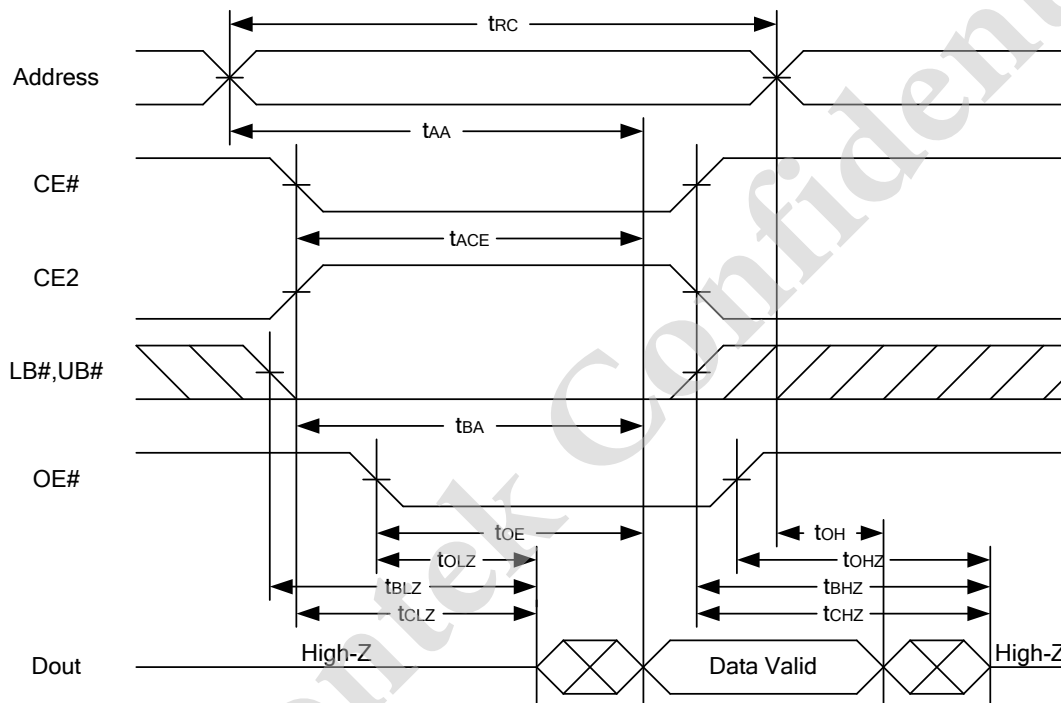 tRC
Address
tAA
CE#
tACE
CE2
LB#,UB#
tBA
OE#
tOE
tOH
tOLZ
tOHZ
tBLZ
tBHZ
tCLZ
tCHZ
High-Z
Data Valid
High-Z
Dout